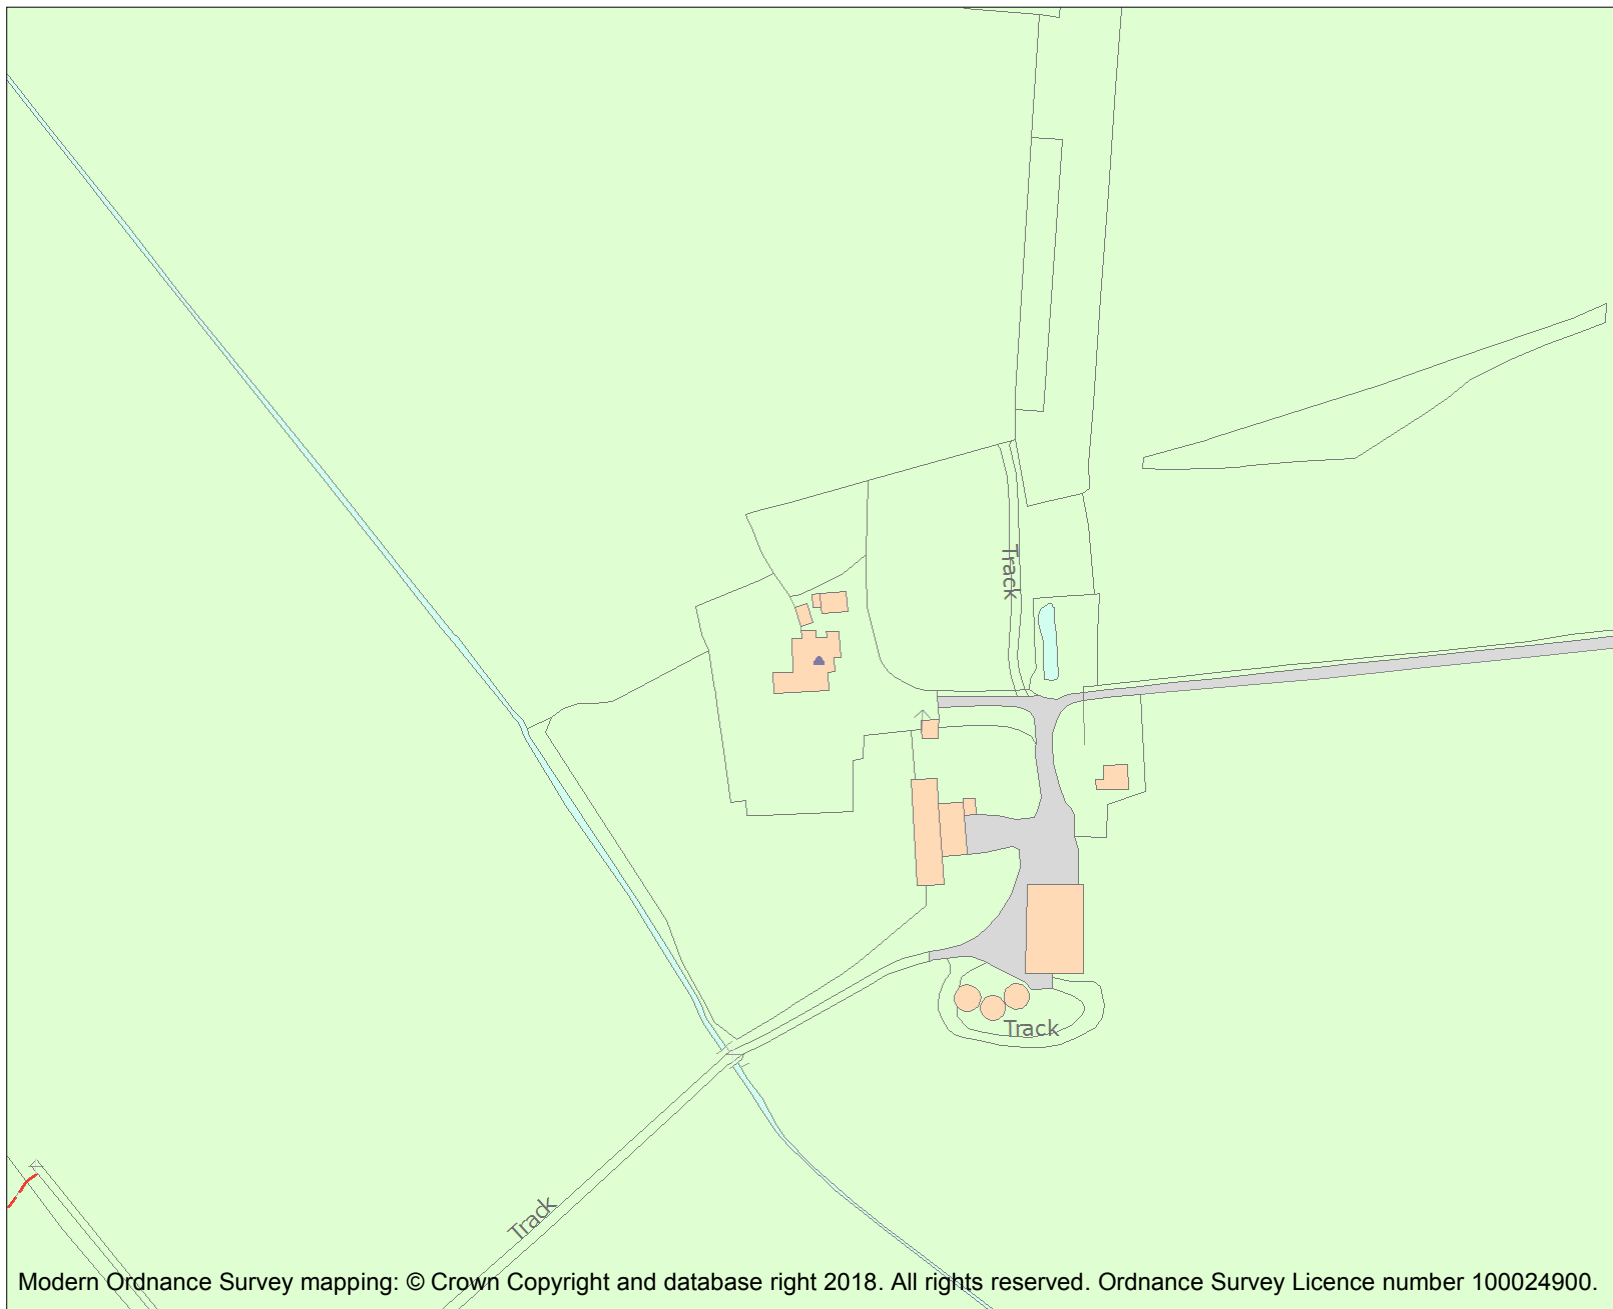 Track
Track
Track
Modern Ordnance Survey mapping: © Crown Copyright and database right 2018. All rights reserved. Ordnance Survey Licence number 100024900.